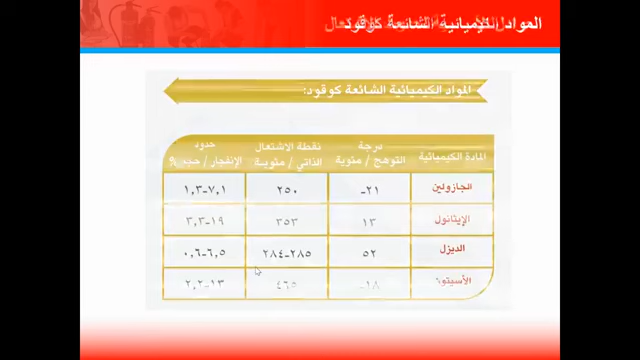 المواد الكيميائية الشائعة كوقود
المواد الكيميائية الشائعة كوقود:
المادة الكيميائية درجة التوهج / مئوية نقطة الاشتعال الذاتي / مئوية حدود الإنفجار / حجم %
الجازولين -٢١ ٢٥٠ ١,٣-٧,١
الإيثانول ١٣ ٣٥٣ ٣,٣-١٩
الديزل ٥٢ ٢٨٤-٢٨٥ ٠,٦-٦,٥
الأسيتون -١٨ ٤٦٥ ٢,٢-١٣